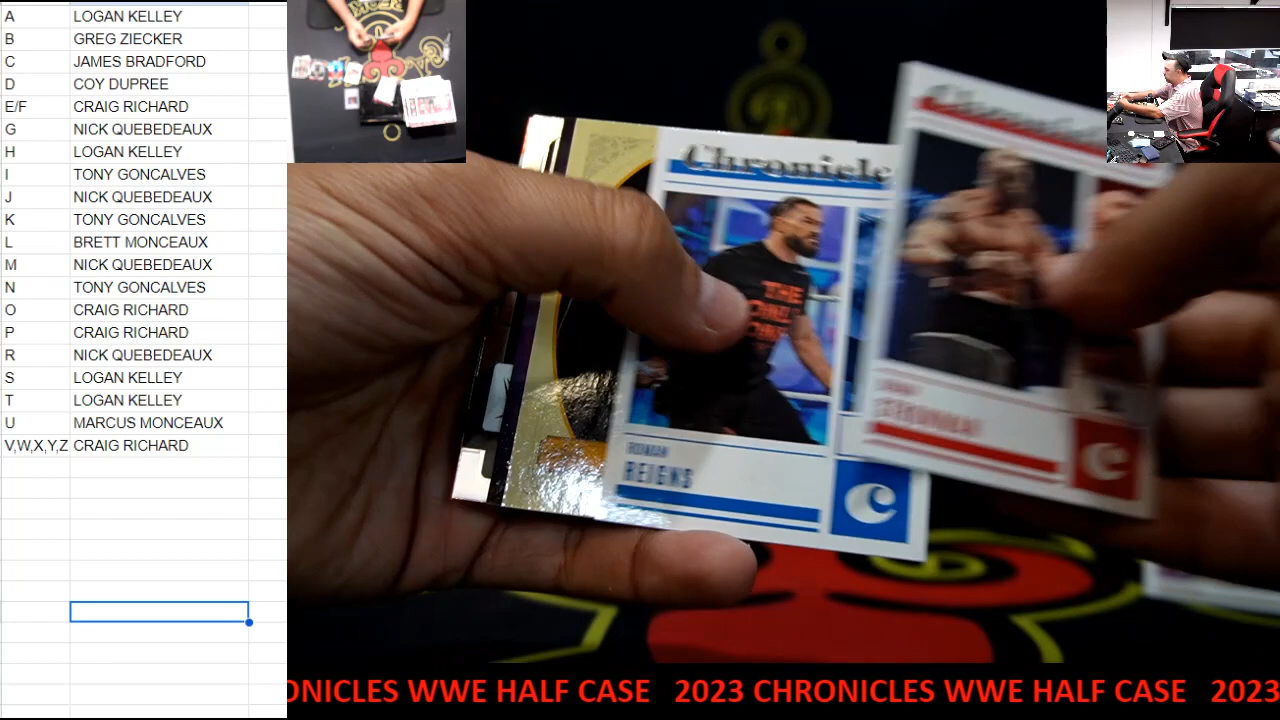 A LOGAN KELLEY
B GREG ZIECKER
C JAMES BRADFORD
D COY DUPREE
E/F CRAIG RICHARD
G NICK QUEBEDEAUX
H LOGAN KELLEY
I TONY GONCALVES
J NICK QUEBEDEAUX
K TONY GONCALVES
L BRETT MONCEAUX
M NICK QUEBEDEAUX
N TONY GONCALVES
O CRAIG RICHARD
P CRAIG RICHARD
R NICK QUEBEDEAUX
S LOGAN KELLEY
T LOGAN KELLEY
U MARCUS MONCEAUX
V,W,X,Y,Z CRAIG RICHARD
Chronicle
THE
ROMAN
REIGNS
C
C
ONICLES WWE HALF CASE 2023 CHRONICLES WWE HALF CASE 2023